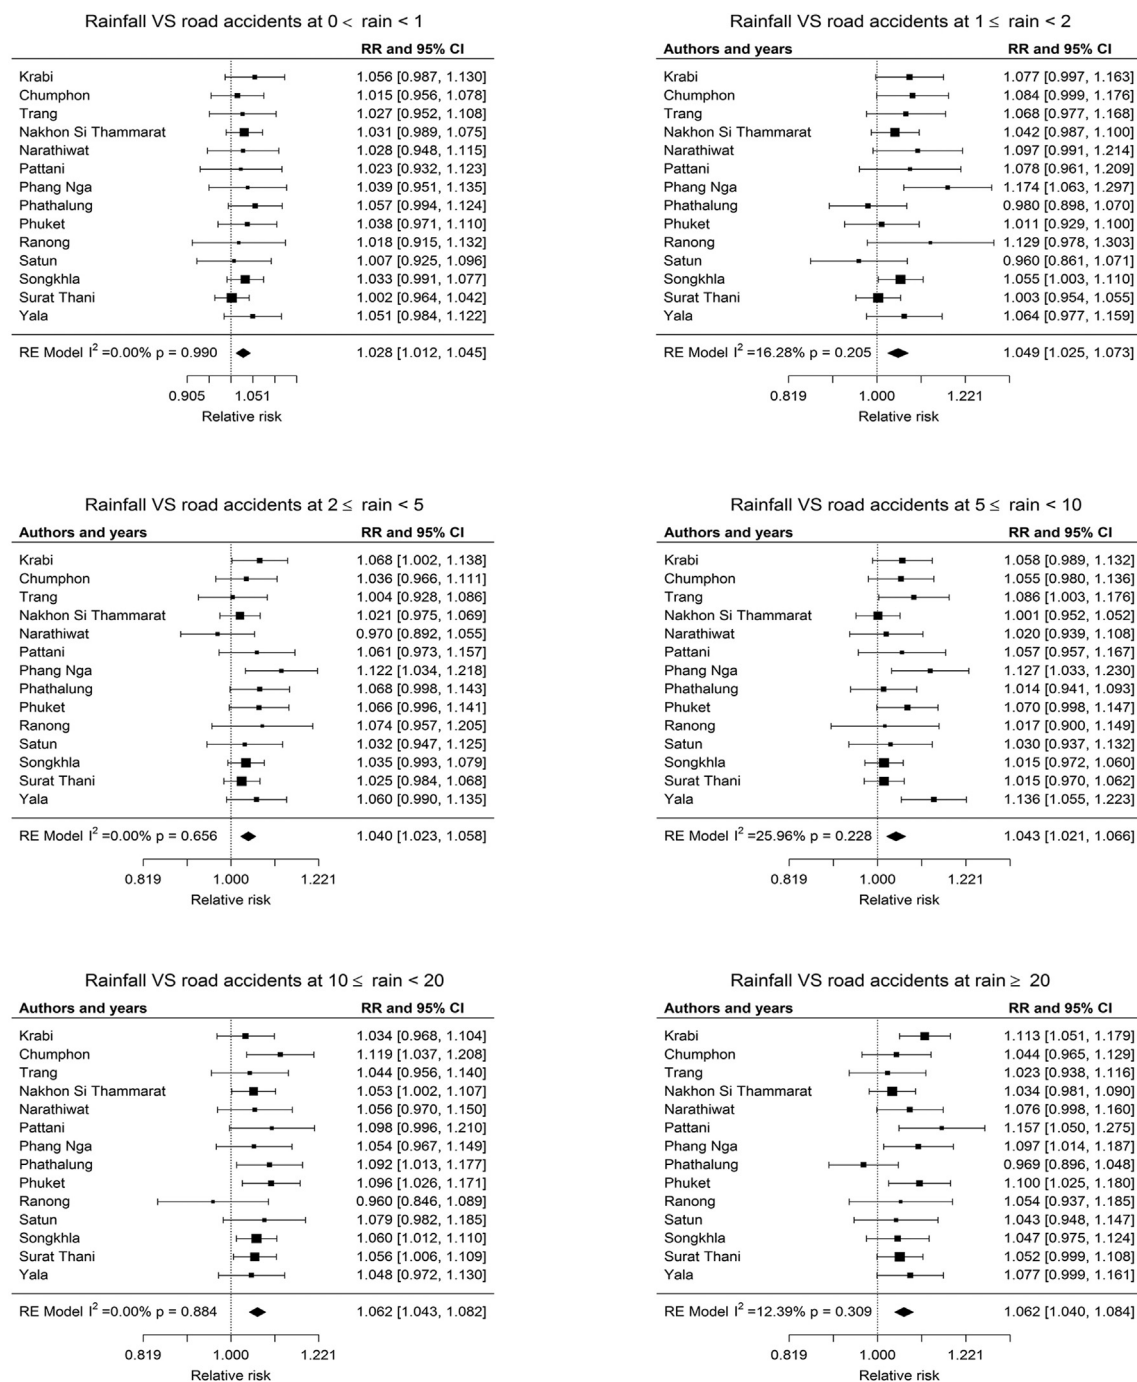 Rainfall VS road accidents at 0 < rain < 1
RR and 95% CI
Krabi 1.056 [0.987, 1.130]
Chumphon 1.015 [0.956, 1.078]
Trang 1.027 [0.952, 1.108]
Nakhon Si Thammarat 1.031 [0.989, 1.075]
Narathiwat 1.028 [0.948, 1.115]
Pattani 1.023 [0.932, 1.123]
Phang Nga 1.039 [0.951, 1.135]
Phathalung 1.057 [0.994, 1.124]
Phuket 1.038 [0.971, 1.110]
Ranong 1.018 [0.915, 1.132]
Satun 1.007 [0.925, 1.096]
Songkhla 1.033 [0.991, 1.077]
Surat Thani 1.002 [0.964, 1.042]
Yala 1.051 [0.984, 1.122]
RE Model I² =0.00% p = 0.990 1.028 [1.012, 1.045]
0.905 1.051
Relative risk
Rainfall VS road accidents at 1 ≤ rain < 2
Authors and years RR and 95% CI
Krabi 1.077 [0.997, 1.163]
Chumphon 1.084 [0.999, 1.176]
Trang 1.068 [0.977, 1.168]
Nakhon Si Thammarat 1.042 [0.987, 1.100]
Narathiwat 1.097 [0.991, 1.214]
Pattani 1.078 [0.961, 1.209]
Phang Nga 1.174 [1.063, 1.297]
Phathalung 0.980 [0.898, 1.070]
Phuket 1.011 [0.929, 1.100]
Ranong 1.129 [0.978, 1.303]
Satun 0.960 [0.861, 1.071]
Songkhla 1.055 [1.003, 1.110]
Surat Thani 1.003 [0.954, 1.055]
Yala 1.064 [0.977, 1.159]
RE Model I² =16.28% p = 0.205 1.049 [1.025, 1.073]
0.819 1.000 1.221
Relative risk
Rainfall VS road accidents at 2 ≤ rain < 5
Authors and years RR and 95% CI
Krabi 1.068 [1.002, 1.138]
Chumphon 1.036 [0.966, 1.111]
Trang 1.004 [0.928, 1.086]
Nakhon Si Thammarat 1.021 [0.975, 1.069]
Narathiwat 0.970 [0.892, 1.055]
Pattani 1.061 [0.973, 1.157]
Phang Nga 1.122 [1.034, 1.218]
Phathalung 1.068 [0.998, 1.143]
Phuket 1.066 [0.996, 1.141]
Ranong 1.074 [0.957, 1.205]
Satun 1.032 [0.947, 1.125]
Songkhla 1.035 [0.993, 1.079]
Surat Thani 1.025 [0.984, 1.068]
Yala 1.060 [0.990, 1.135]
RE Model I² =0.00% p = 0.656 1.040 [1.023, 1.058]
0.819 1.000 1.221
Relative risk
Rainfall VS road accidents at 5 ≤ rain < 10
Authors and years RR and 95% CI
Krabi 1.058 [0.989, 1.132]
Chumphon 1.055 [0.980, 1.136]
Trang 1.086 [1.003, 1.176]
Nakhon Si Thammarat 1.001 [0.952, 1.052]
Narathiwat 1.020 [0.939, 1.108]
Pattani 1.057 [0.957, 1.167]
Phang Nga 1.127 [1.033, 1.230]
Phathalung 1.014 [0.941, 1.093]
Phuket 1.070 [0.998, 1.147]
Ranong 1.017 [0.900, 1.149]
Satun 1.030 [0.937, 1.132]
Songkhla 1.015 [0.972, 1.060]
Surat Thani 1.015 [0.970, 1.062]
Yala 1.136 [1.055, 1.223]
RE Model I² =25.96% p = 0.228 1.043 [1.021, 1.066]
0.819 1.000 1.221
Relative risk
Rainfall VS road accidents at 10 ≤ rain < 20
Authors and years RR and 95% CI
Krabi 1.034 [0.968, 1.104]
Chumphon 1.119 [1.037, 1.208]
Trang 1.044 [0.956, 1.140]
Nakhon Si Thammarat 1.053 [1.002, 1.107]
Narathiwat 1.056 [0.970, 1.150]
Pattani 1.098 [0.996, 1.210]
Phang Nga 1.054 [0.967, 1.149]
Phathalung 1.092 [1.013, 1.177]
Phuket 1.096 [1.026, 1.171]
Ranong 0.960 [0.846, 1.089]
Satun 1.079 [0.982, 1.185]
Songkhla 1.060 [1.012, 1.110]
Surat Thani 1.056 [1.006, 1.109]
Yala 1.048 [0.972, 1.130]
RE Model I² =0.00% p = 0.884 1.062 [1.043, 1.082]
0.819 1.000 1.221
Relative risk
Rainfall VS road accidents at rain ≥ 20
Authors and years RR and 95% CI
Krabi 1.113 [1.051, 1.179]
Chumphon 1.044 [0.965, 1.129]
Trang 1.023 [0.938, 1.116]
Nakhon Si Thammarat 1.034 [0.981, 1.090]
Narathiwat 1.076 [0.998, 1.160]
Pattani 1.157 [1.050, 1.275]
Phang Nga 1.097 [1.014, 1.187]
Phathalung 0.969 [0.896, 1.048]
Phuket 1.100 [1.025, 1.180]
Ranong 1.054 [0.937, 1.185]
Satun 1.043 [0.948, 1.147]
Songkhla 1.047 [0.975, 1.124]
Surat Thani 1.052 [0.999, 1.108]
Yala 1.077 [0.999, 1.161]
RE Model I² =12.39% p = 0.309 1.062 [1.040, 1.084]
0.819 1.000 1.221
Relative risk